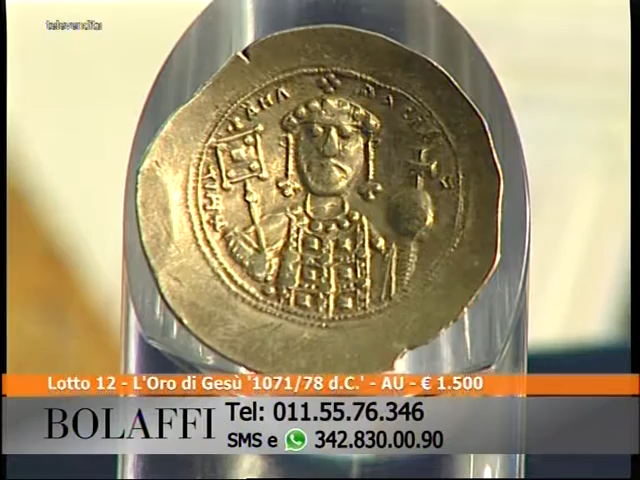 televendita
Lotto 12 - L'Oro di Gesù '1071/78 d.C.' - AU - € 1.500
BOLAFFI
Tel: 011.55.76.346
SMS e 342.830.00.90